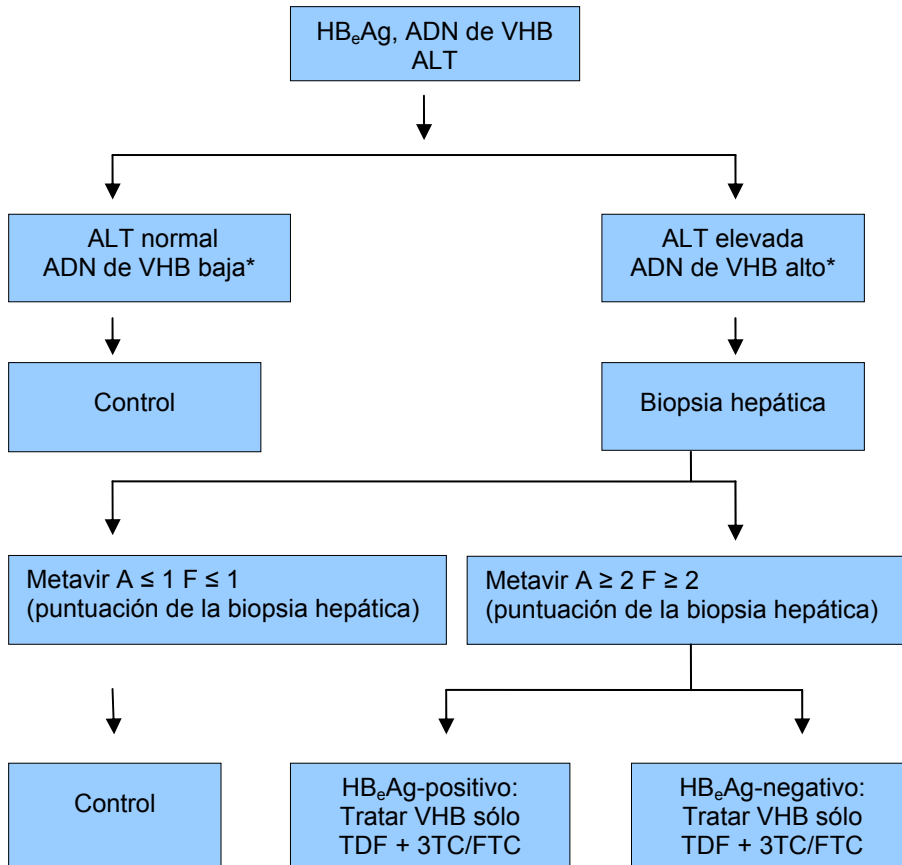 HBeAg, ADN de VHB
ALT
ALT normal
ADN de VHB baja*
ALT elevada
ADN de VHB alto*
Control
Biopsia hepática
Metavir A ≤ 1 F ≤ 1
(puntuación de la biopsia hepática)
Metavir A ≥ 2 F ≥ 2
(puntuación de la biopsia hepática)
Control
HBeAg-positivo:
Tratar VHB sólo
TDF + 3TC/FTC
HBeAg-negativo:
Tratar VHB sólo
TDF + 3TC/FTC